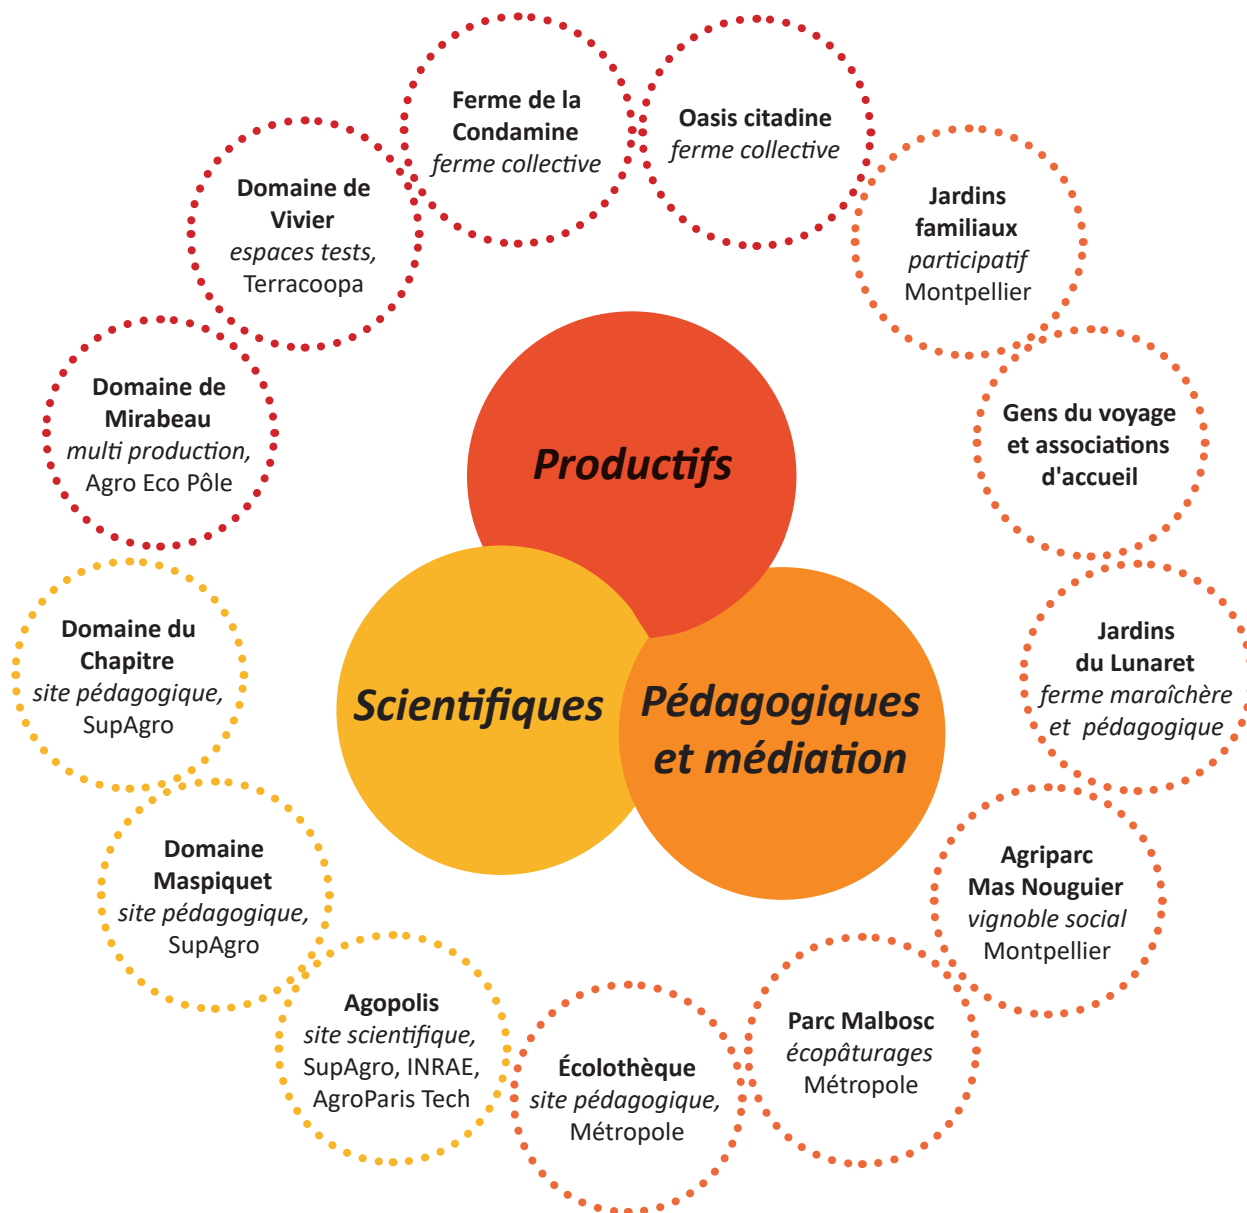 Ferme de la
Condamine
ferme collective
Oasis citadine
ferme collective
Domaine de
Vivier
espaces tests,
Terracoopa
Jardins
familiaux
participatif
Montpellier
Domaine de
Mirabeau
multi production,
Agro Eco Pôle
Gens du voyage
et associations
d'accueil
Productifs
Domaine du
Chapitre
site pédagogique,
SupAgro
Scientifiques
Pédagogiques
et médiation
Jardins
du Lunaret
ferme maraîchère
et pédagogique
Domaine
Maspiquet
site pédagogique,
SupAgro
Agriparc
Mas Nouguier
vignoble social
Montpellier
Agopolis
site scientifique,
SupAgro, INRAE,
AgroParis Tech
Écolothèque
site pédagogique,
Métropole
Parc Malbosc
écopâturages
Métropole